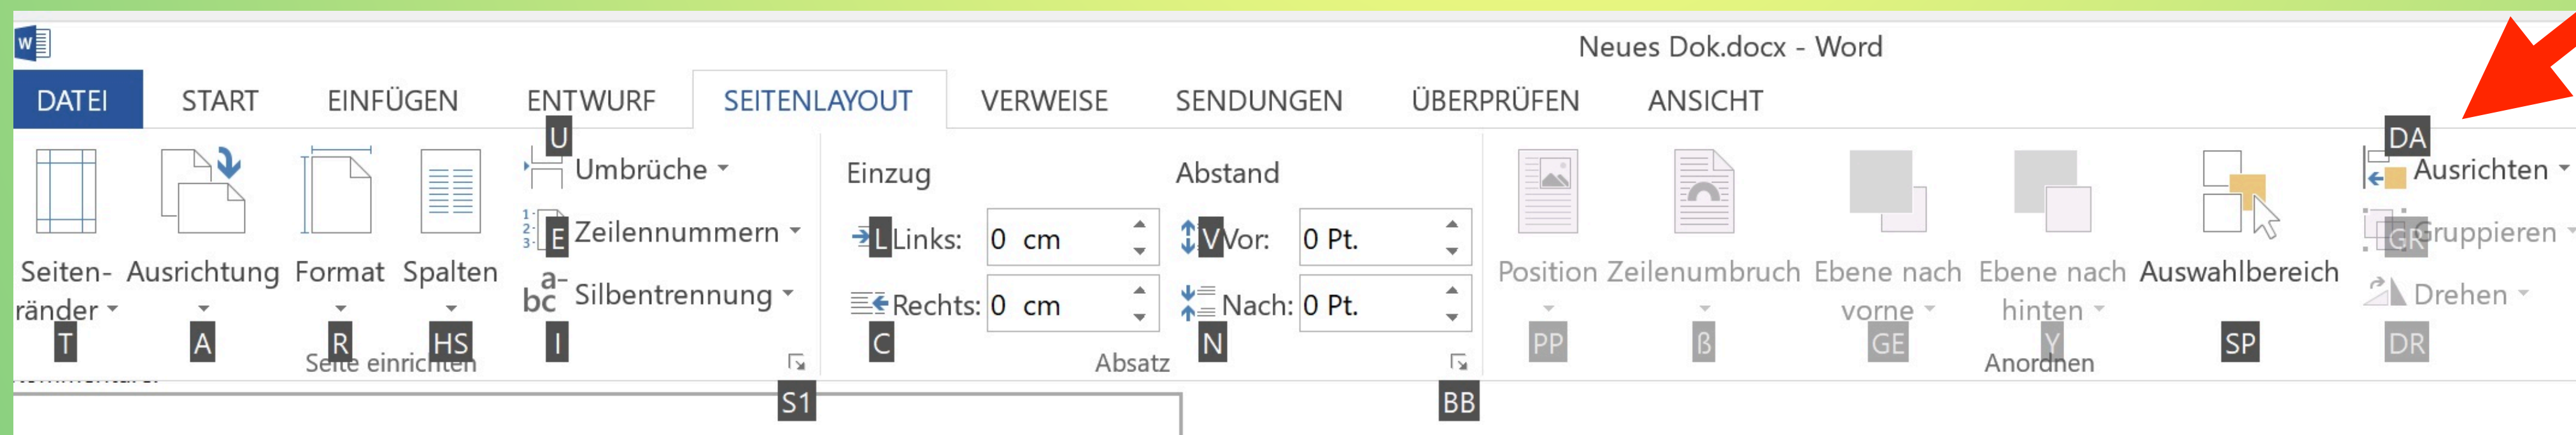 W
Neues Dok.docx - Word
DATEI START EINFÜGEN ENTWURF SEITENLAYOUT VERWEISE SENDUNGEN ÜBERPRÜFEN ANSICHT
Seiten-
ränder
T
Ausrichtung
A
Format
R
Spalten
HS
U
Umbrüche
1-
2-
3-
E
Zeilennummern
a-
bc
Silbentrennung
I
Seite einrichten
S1
Einzug
L
Links: 0 cm
Rechts: 0 cm
C
Abstand
V
Vor: 0 Pt.
Nach: 0 Pt.
N
Absatz
BB
Position
PP
Zeilenumbruch
ß
Ebene nach
vorne
GE
Ebene nach
hinten
Y
Auswahlbereich
SP
DA
Ausrichten
GR
Gruppieren
Drehen
DR
Anordnen